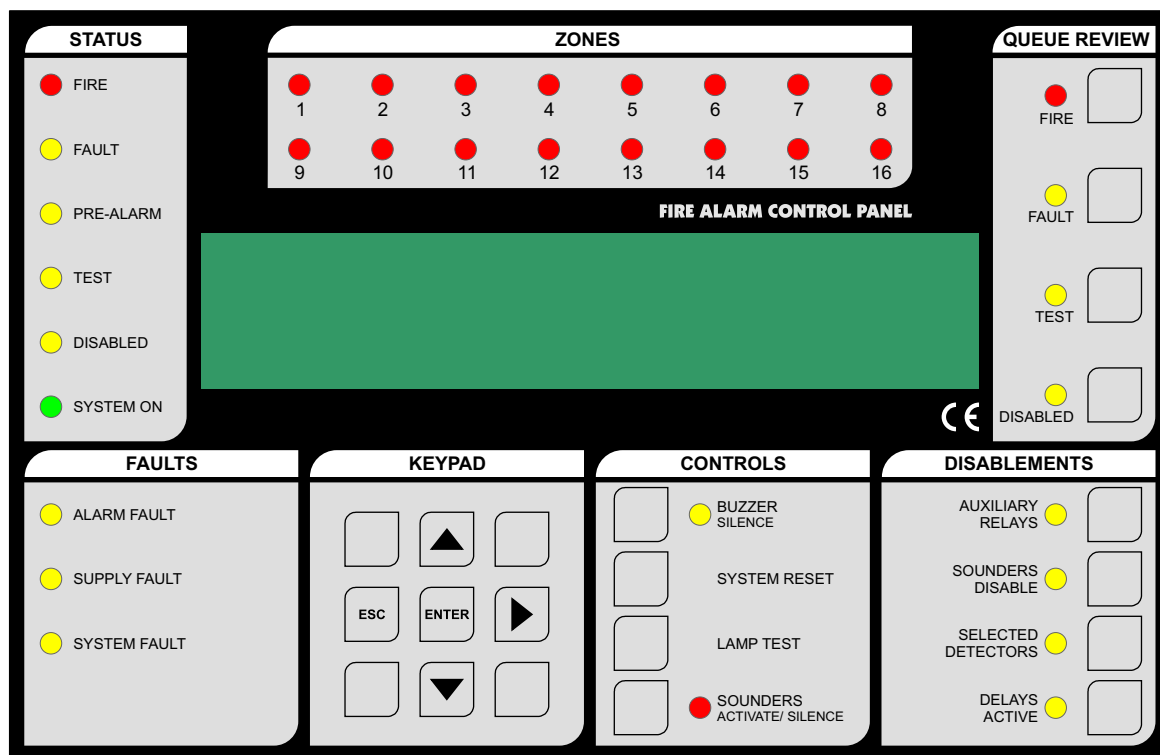 STATUS
FIRE
FAULT
PRE-ALARM
TEST
DISABLED
SYSTEM ON
ZONES
1 2 3 4 5 6 7 8
9 10 11 12 13 14 15 16
FIRE ALARM CONTROL PANEL
CE
QUEUE REVIEW
FIRE
FAULT
TEST
DISABLED
FAULTS
ALARM FAULT
SUPPLY FAULT
SYSTEM FAULT
KEYPAD
ESC ENTER
CONTROLS
BUZZER
SILENCE
SYSTEM RESET
LAMP TEST
SOUNDERS
ACTIVATE/ SILENCE
DISABLEMENTS
AUXILIARY
RELAYS
SOUNDERS
DISABLE
SELECTED
DETECTORS
DELAYS
ACTIVE